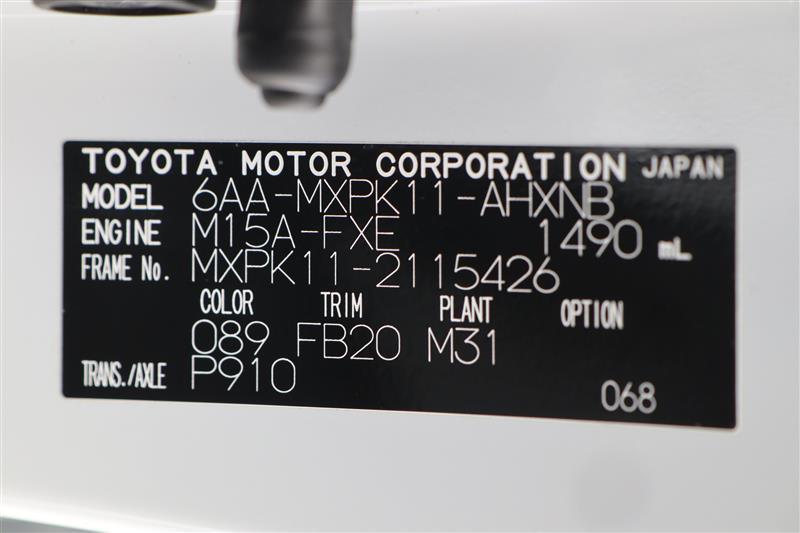 TOYOTA MOTOR CORPORATION JAPAN
MODEL 6AA-MXPK11-AHXNB
ENGINE M15A-FXE 1490 mL
FRAME No. MXPK11-2115426
COLOR TRIM PLANT OPTION
089 FB20 M31
TRANS./AXLE P910 068